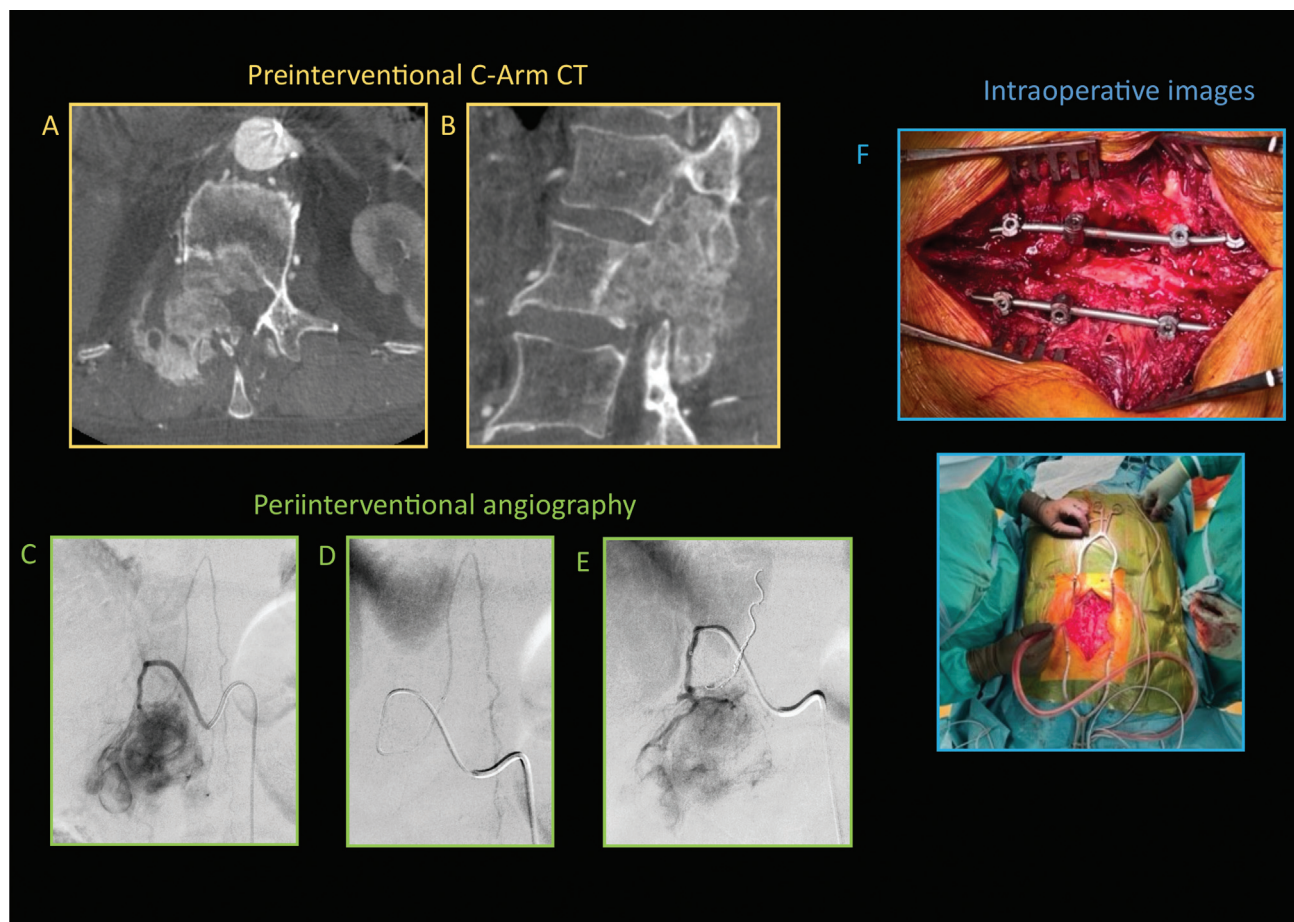 Preinterventional C-Arm CT
Intraoperative images
A
B
F
Periinterventional angiography
C
D
E